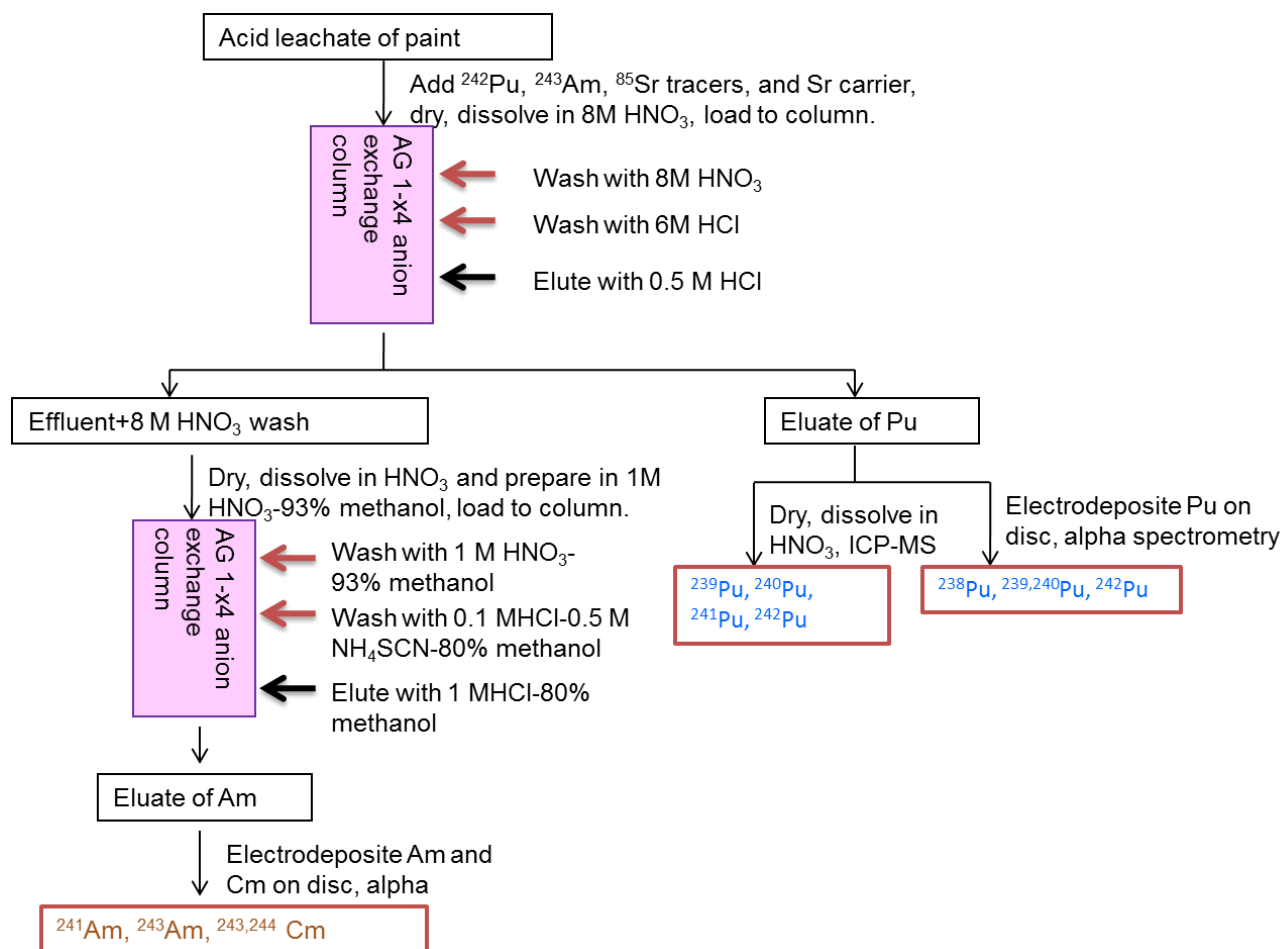 Acid leachate of paint
Add ²⁴²Pu, ²⁴³Am, ⁸⁵Sr tracers, and Sr carrier,
dry, dissolve in 8M HNO₃, load to column.
AG 1-x4 anion
exchange
column
Wash with 8M HNO₃
Wash with 6M HCl
Elute with 0.5 M HCl
Effluent+8 M HNO₃ wash
Eluate of Pu
Dry, dissolve in HNO₃ and prepare in 1M
HNO₃-93% methanol, load to column.
AG 1-x4 anion
exchange
column
Wash with 1 M HNO₃-
93% methanol
Wash with 0.1 MHCl-0.5 M
NH₄SCN-80% methanol
Elute with 1 MHCl-80%
methanol
Dry, dissolve in
HNO₃, ICP-MS
Electrodeposite Pu on
disc, alpha spectrometry
²³⁹Pu, ²⁴⁰Pu,
²⁴¹Pu, ²⁴²Pu
²³⁸Pu, ²³⁹,²⁴⁰Pu, ²⁴²Pu
Eluate of Am
Electrodeposite Am and
Cm on disc, alpha
²⁴¹Am, ²⁴³Am, ²⁴³,²⁴⁴ Cm